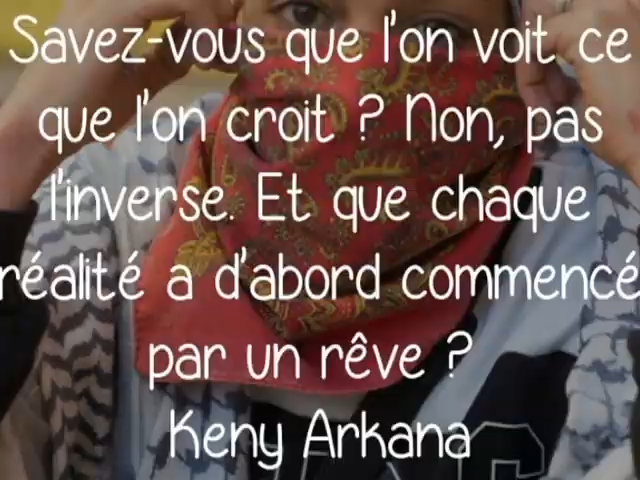 Savez-vous que l'on voit ce
que l'on croit ? Non, pas
l'inverse. Et que chaque
réalité a d'abord commencé
par un rêve ?
Keny Arkana